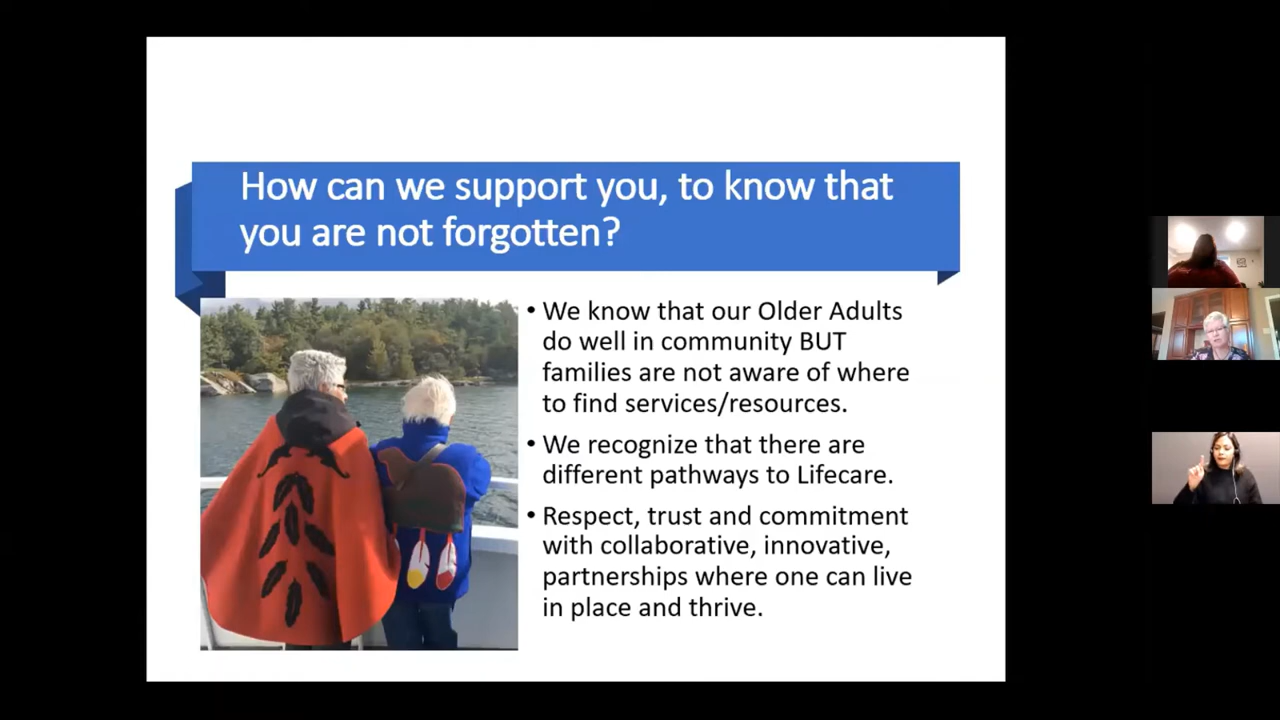 How can we support you, to know that
you are not forgotten?
• We know that our Older Adults
do well in community BUT
families are not aware of where
to find services/resources.
• We recognize that there are
different pathways to Lifecare.
• Respect, trust and commitment
with collaborative, innovative,
partnerships where one can live
in place and thrive.